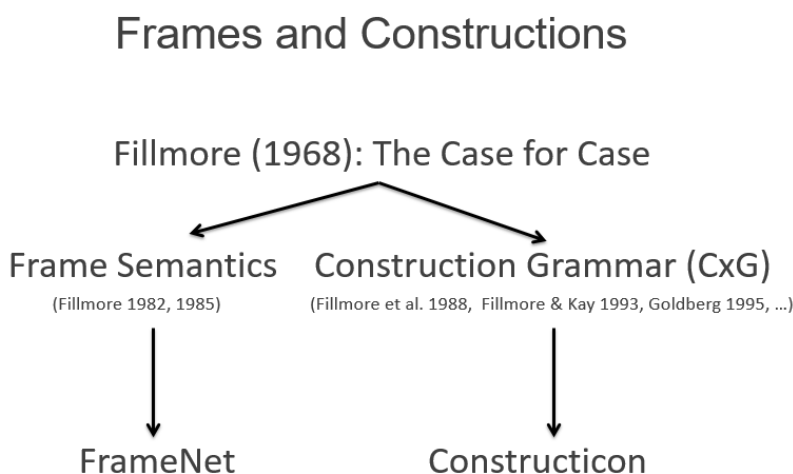 Frames and Constructions
Fillmore (1968): The Case for Case
Frame Semantics
(Fillmore 1982, 1985)
Construction Grammar (CxG)
(Fillmore et al. 1988, Fillmore & Kay 1993, Goldberg 1995, …)
FrameNet
Constructicon